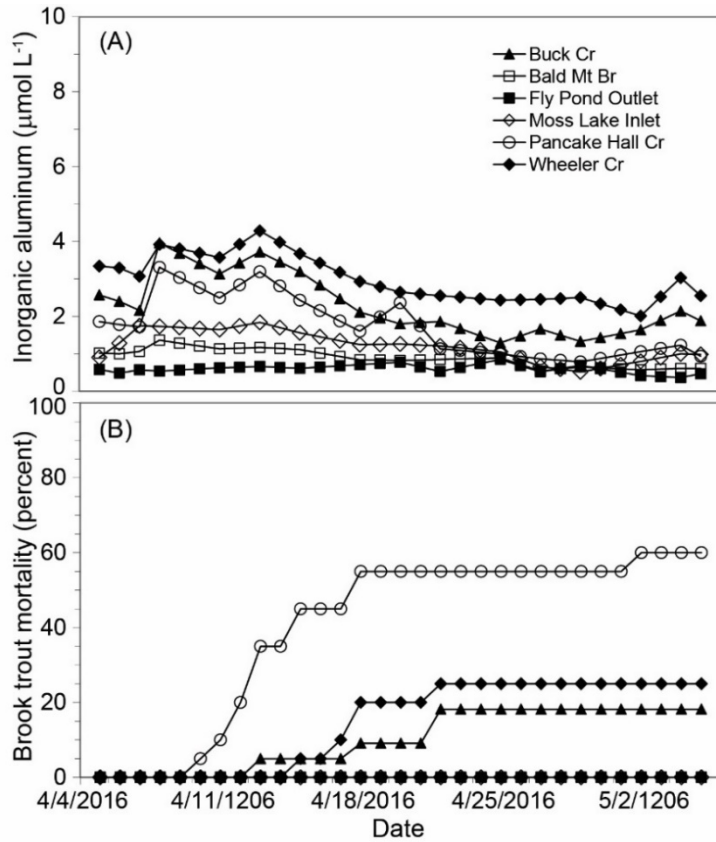 (A)
Inorganic aluminum (µmol L⁻¹)
10
8
6
4
2
0
Buck Cr
Bald Mt Br
Fly Pond Outlet
Moss Lake Inlet
Pancake Hall Cr
Wheeler Cr
(B)
Brook trout mortality (percent)
100
80
60
40
20
0
4/4/2016 4/11/1206 4/18/2016 4/25/2016 5/2/1206
Date